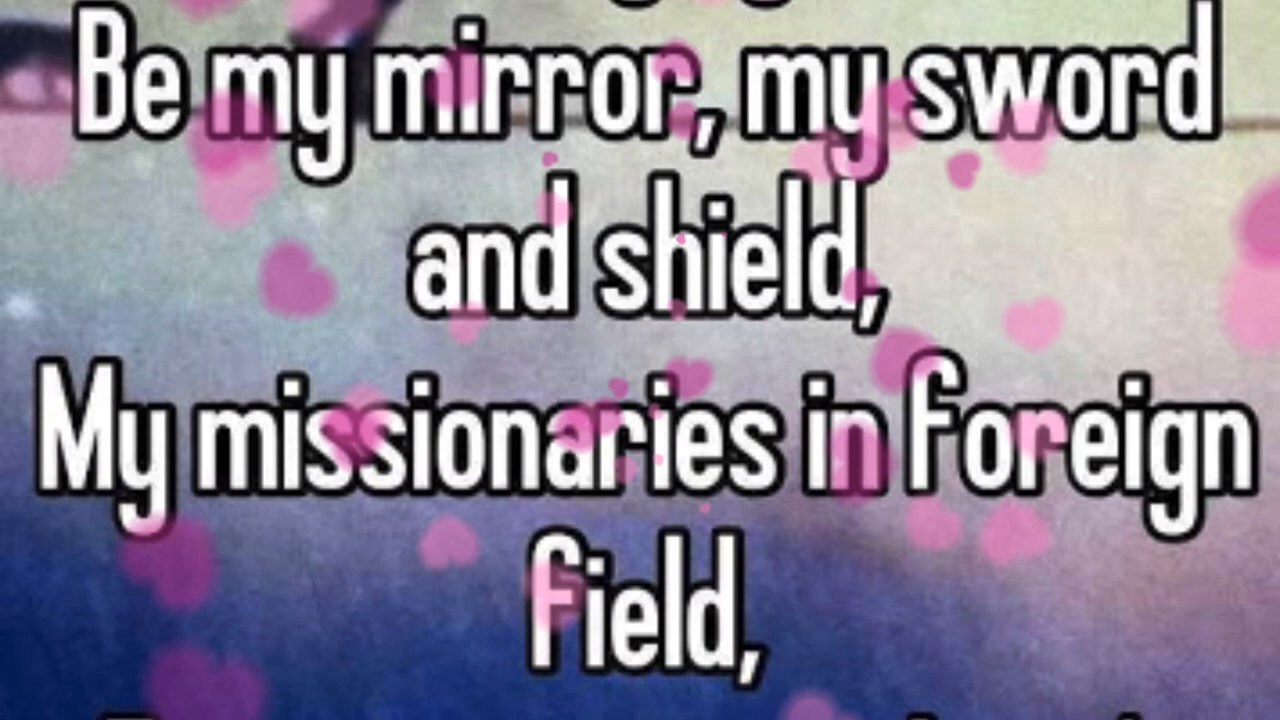 Be my mirror, my sword
and shield,
My missionaries in foreign
field,